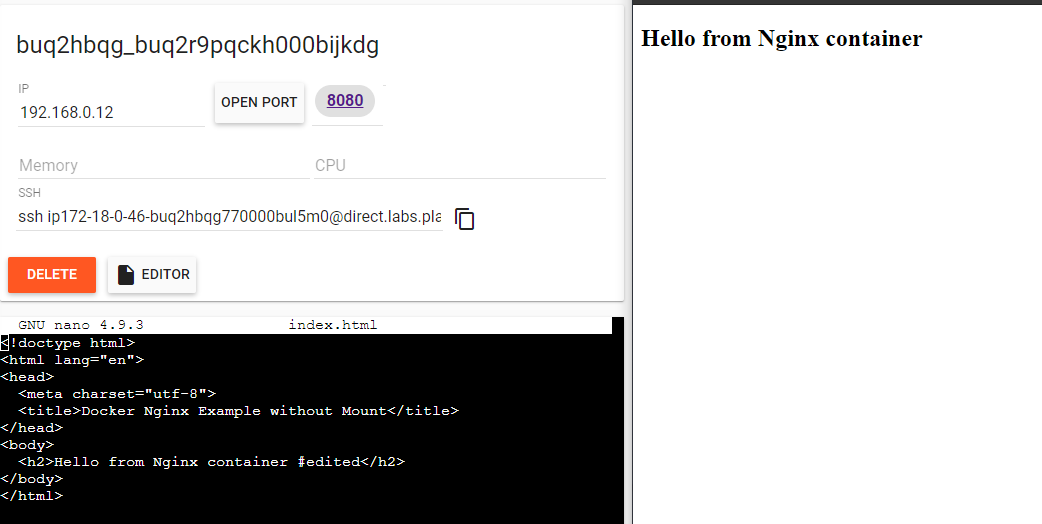 buq2hbqg_buq2r9pqckh000bijkdg
IP
192.168.0.12
OPEN PORT
8080
Memory
CPU
SSH
ssh ip172-18-0-46-buq2hbqg770000bul5m0@direct.labs.pla
DELETE
EDITOR
GNU nano 4.9.3 index.html
<!doctype html>
<html lang="en">
<head>
<meta charset="utf-8">
<title>Docker Nginx Example without Mount</title>
</head>
<body>
<h2>Hello from Nginx container #edited</h2>
</body>
</html>
Hello from Nginx container